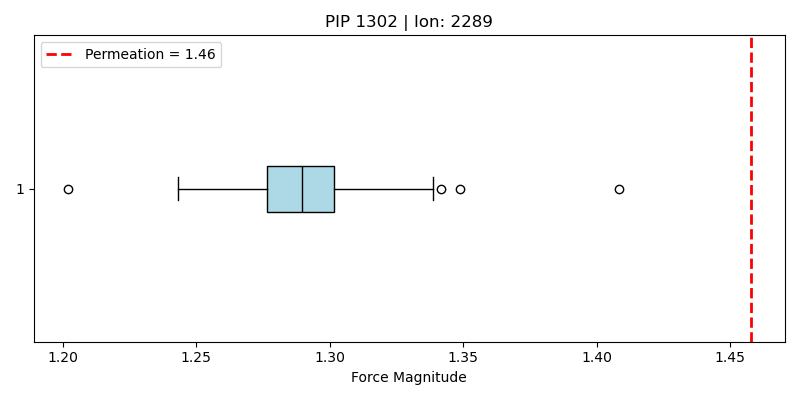 PIP 1302 | Ion: 2289
Permeation = 1.46
1
1.20 1.25 1.30 1.35 1.40 1.45
Force Magnitude